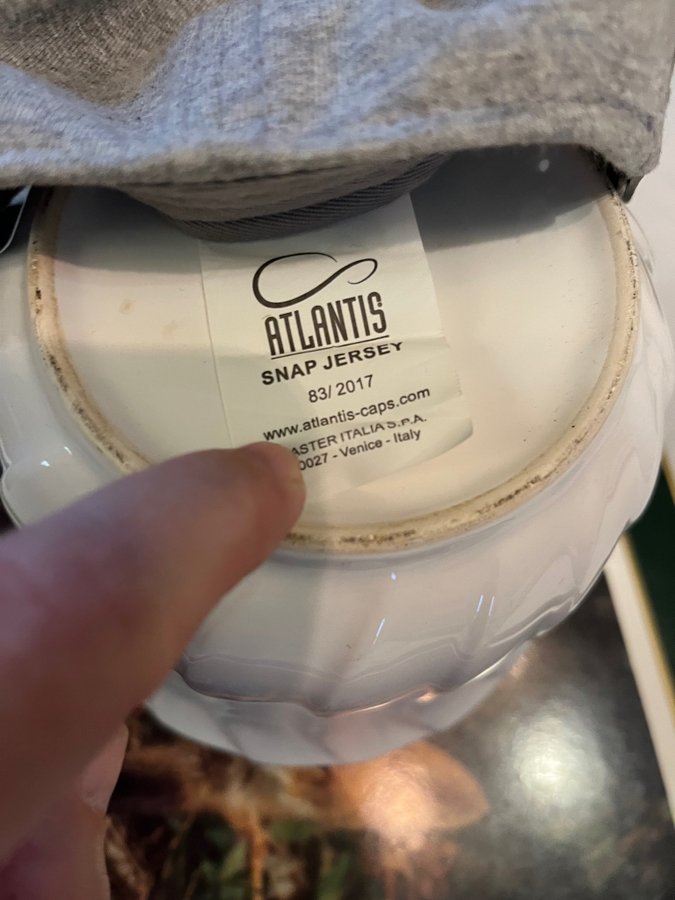 ATLANTIS
SNAP JERSEY
83/2017
www.atlantis-caps.com
ASTER ITALIA S.P.A.
0027 - Venice - Italy